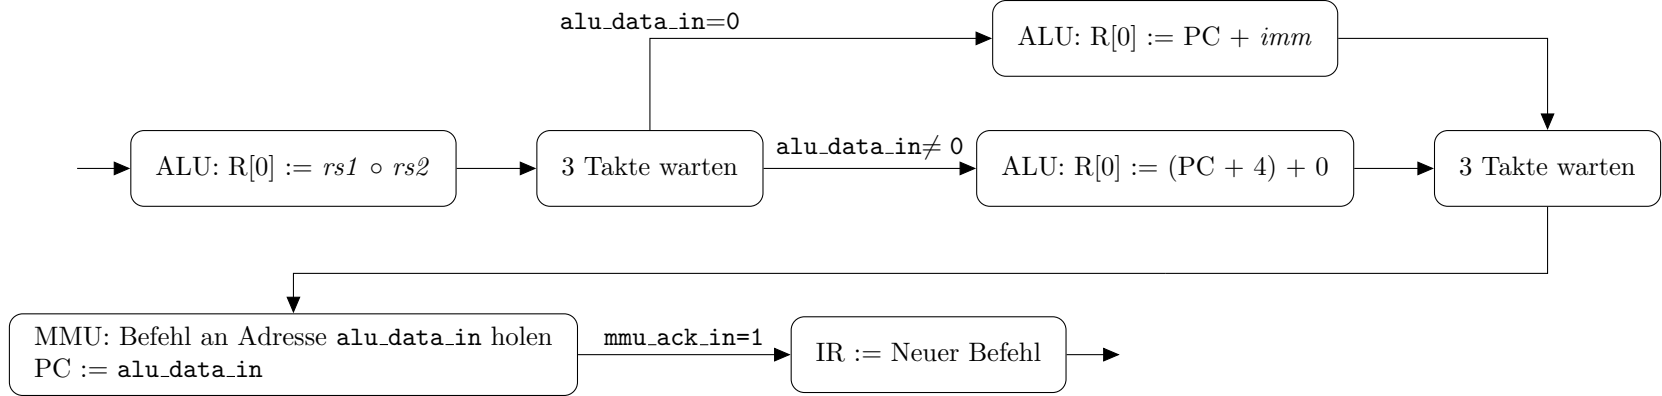 alu_data_in=0
ALU: R[0] := PC + imm
ALU: R[0] := rs1 ∘ rs2
3 Takte warten
alu_data_in≠ 0
ALU: R[0] := (PC + 4) + 0
3 Takte warten
MMU: Befehl an Adresse alu_data_in holen
PC := alu_data_in
mmu_ack_in=1
IR := Neuer Befehl